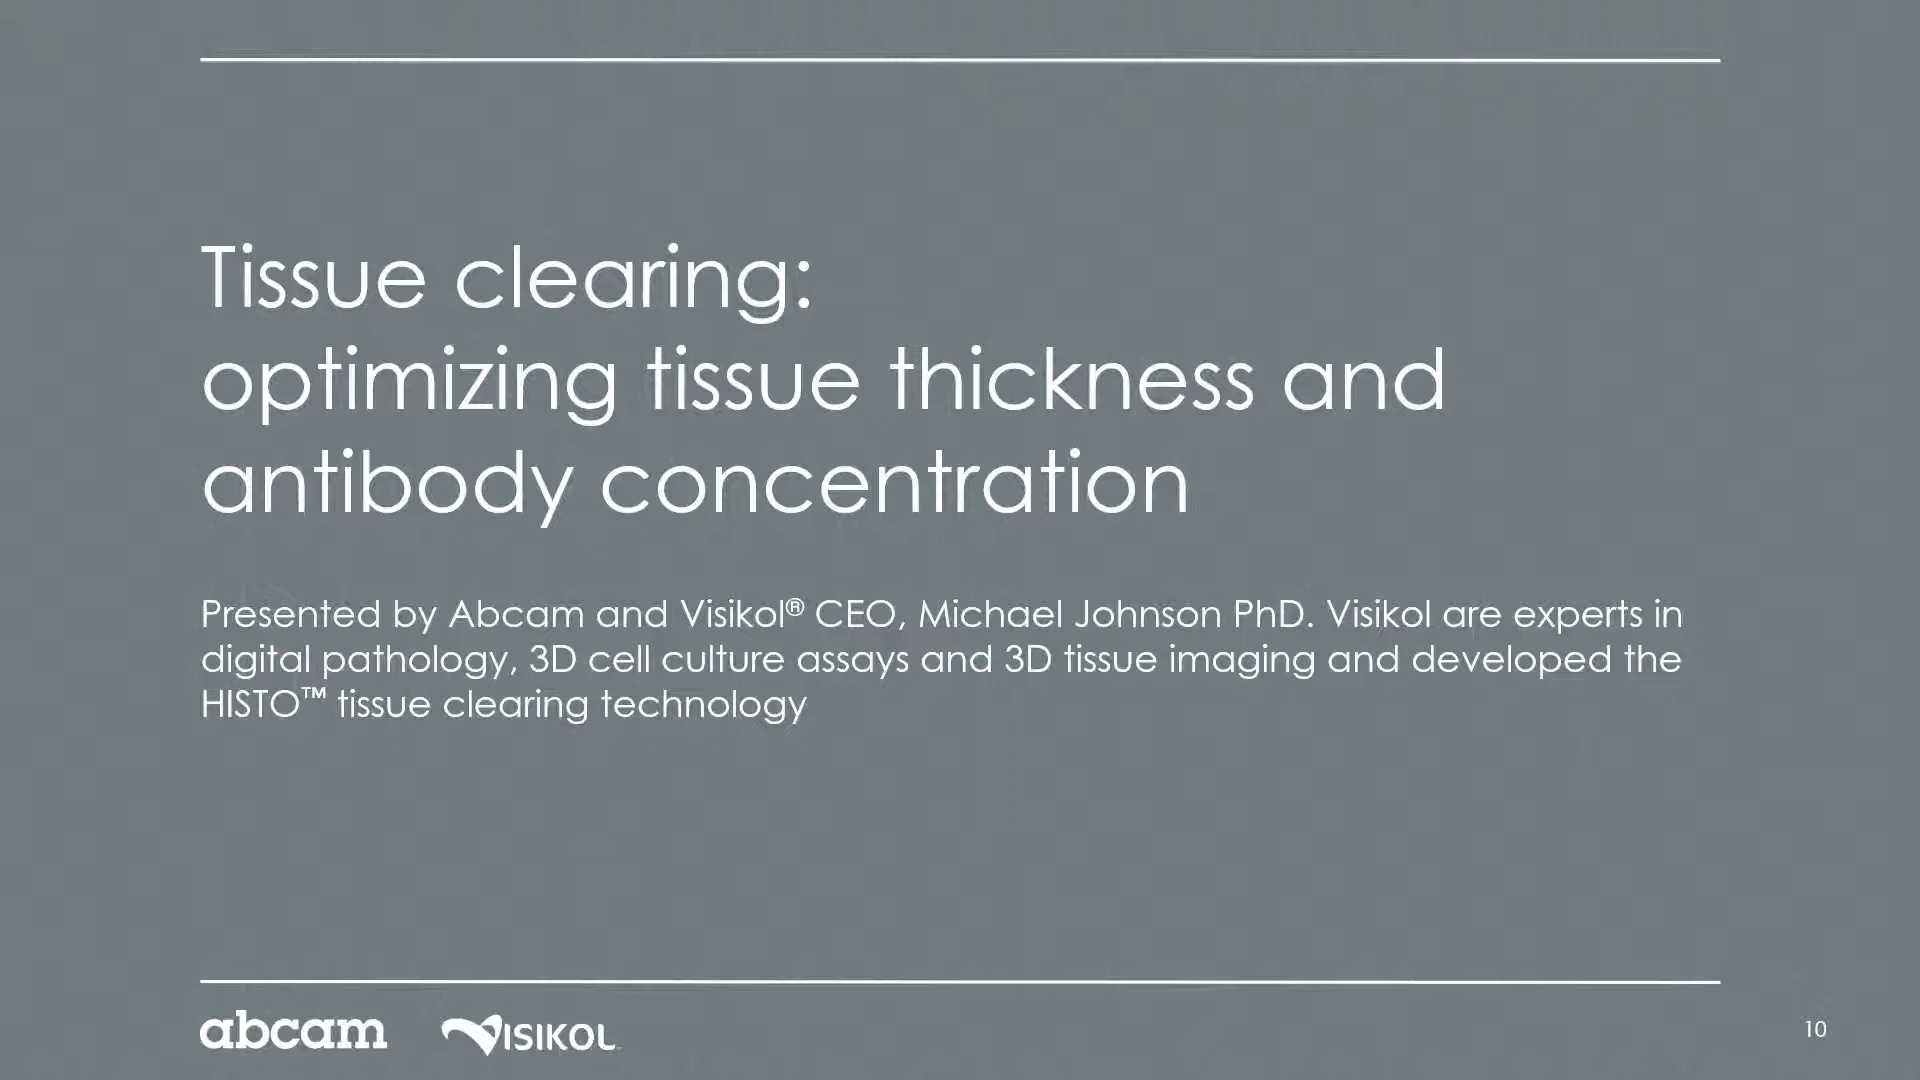 Tissue clearing:
optimizing tissue thickness and
antibody concentration
Presented by Abcam and Visikol® CEO, Michael Johnson PhD. Visikol are experts in
digital pathology, 3D cell culture assays and 3D tissue imaging and developed the
HISTO™ tissue clearing technology
abcam VISIKOL
10